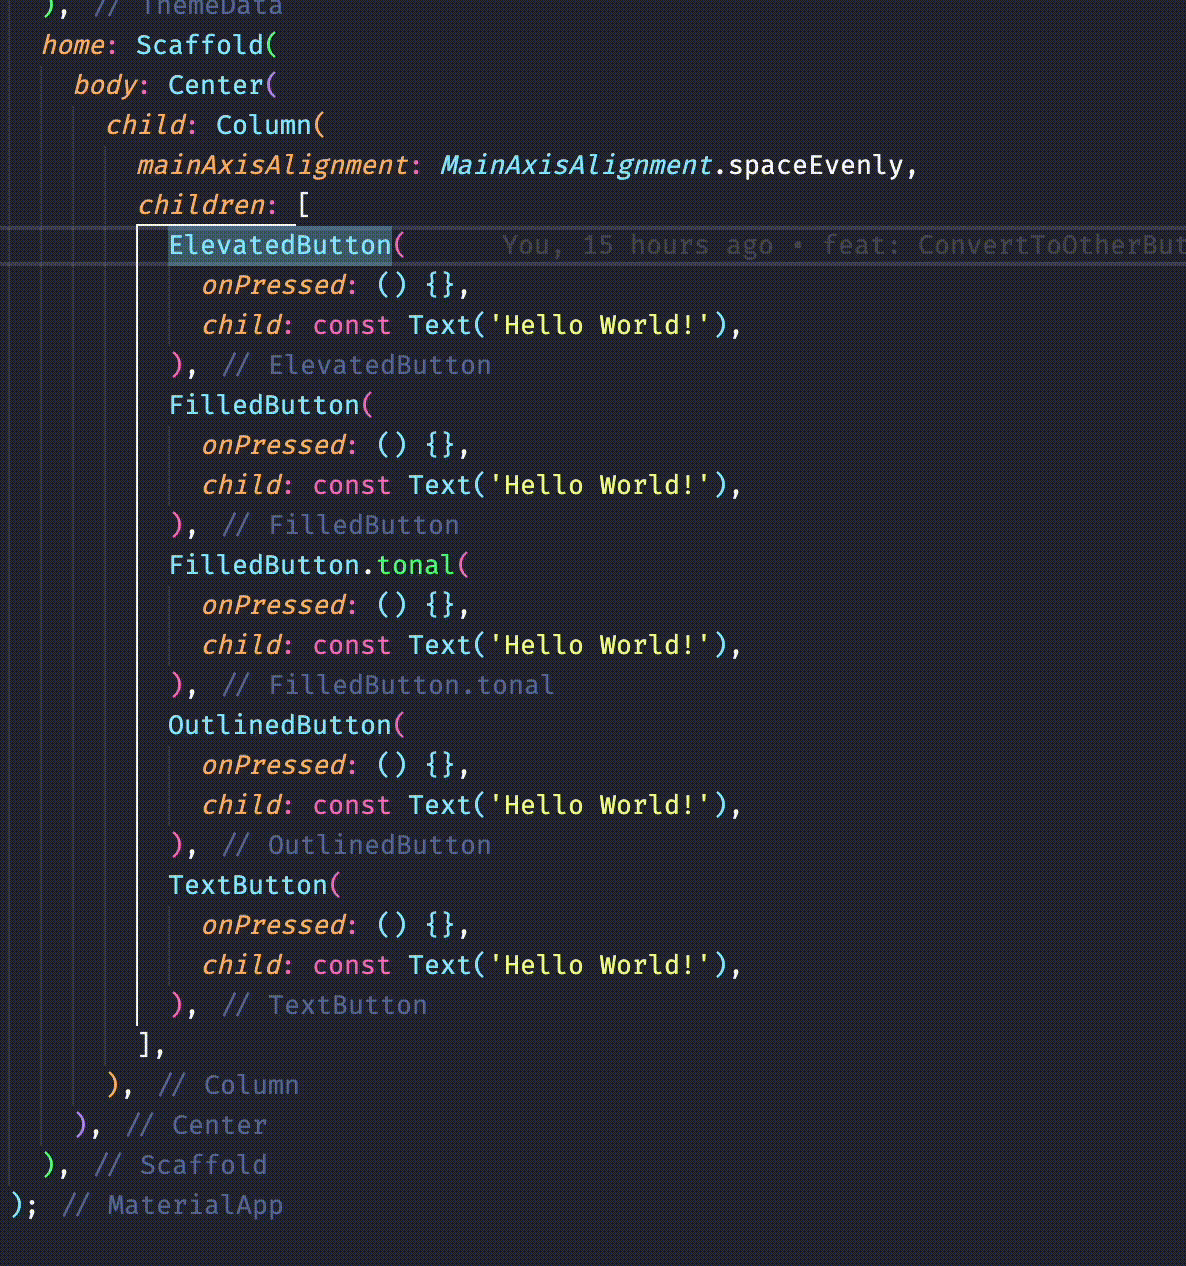 ), // ThemeData
home: Scaffold(
body: Center(
child: Column(
mainAxisAlignment: MainAxisAlignment.spaceEvenly,
children: [
ElevatedButton( You, 15 hours ago • feat: ConvertToOtherBut
onPressed: () {},
child: const Text('Hello World!'),
), // ElevatedButton
FilledButton(
onPressed: () {},
child: const Text('Hello World!'),
), // FilledButton
FilledButton.tonal(
onPressed: () {},
child: const Text('Hello World!'),
), // FilledButton.tonal
OutlinedButton(
onPressed: () {},
child: const Text('Hello World!'),
), // OutlinedButton
TextButton(
onPressed: () {},
child: const Text('Hello World!'),
), // TextButton
],
), // Column
), // Center
), // Scaffold
); // MaterialApp